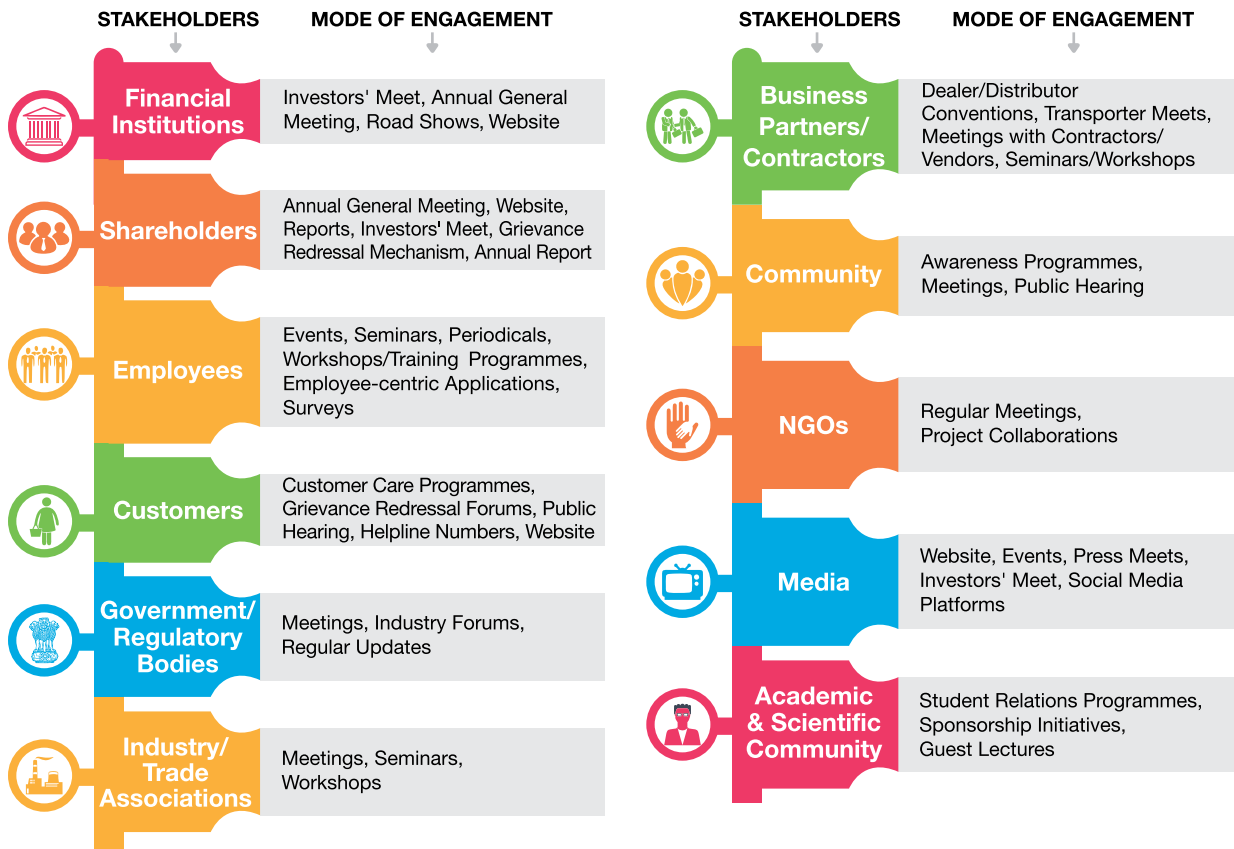 STAKEHOLDERS
MODE OF ENGAGEMENT
Financial
Institutions
Investors' Meet, Annual General
Meeting, Road Shows, Website
Shareholders
Annual General Meeting, Website,
Reports, Investors' Meet, Grievance
Redressal Mechanism, Annual Report
Employees
Events, Seminars, Periodicals,
Workshops/Training Programmes,
Employee-centric Applications,
Surveys
Customers
Customer Care Programmes,
Grievance Redressal Forums, Public
Hearing, Helpline Numbers, Website
Government/
Regulatory
Bodies
Meetings, Industry Forums,
Regular Updates
Industry/
Trade
Associations
Meetings, Seminars,
Workshops
STAKEHOLDERS
MODE OF ENGAGEMENT
Business
Partners/
Contractors
Dealer/Distributor
Conventions, Transporter Meets,
Meetings with Contractors/
Vendors, Seminars/Workshops
Community
Awareness Programmes,
Meetings, Public Hearing
NGOs
Regular Meetings,
Project Collaborations
Media
Website, Events, Press Meets,
Investors' Meet, Social Media
Platforms
Academic
& Scientific
Community
Student Relations Programmes,
Sponsorship Initiatives,
Guest Lectures